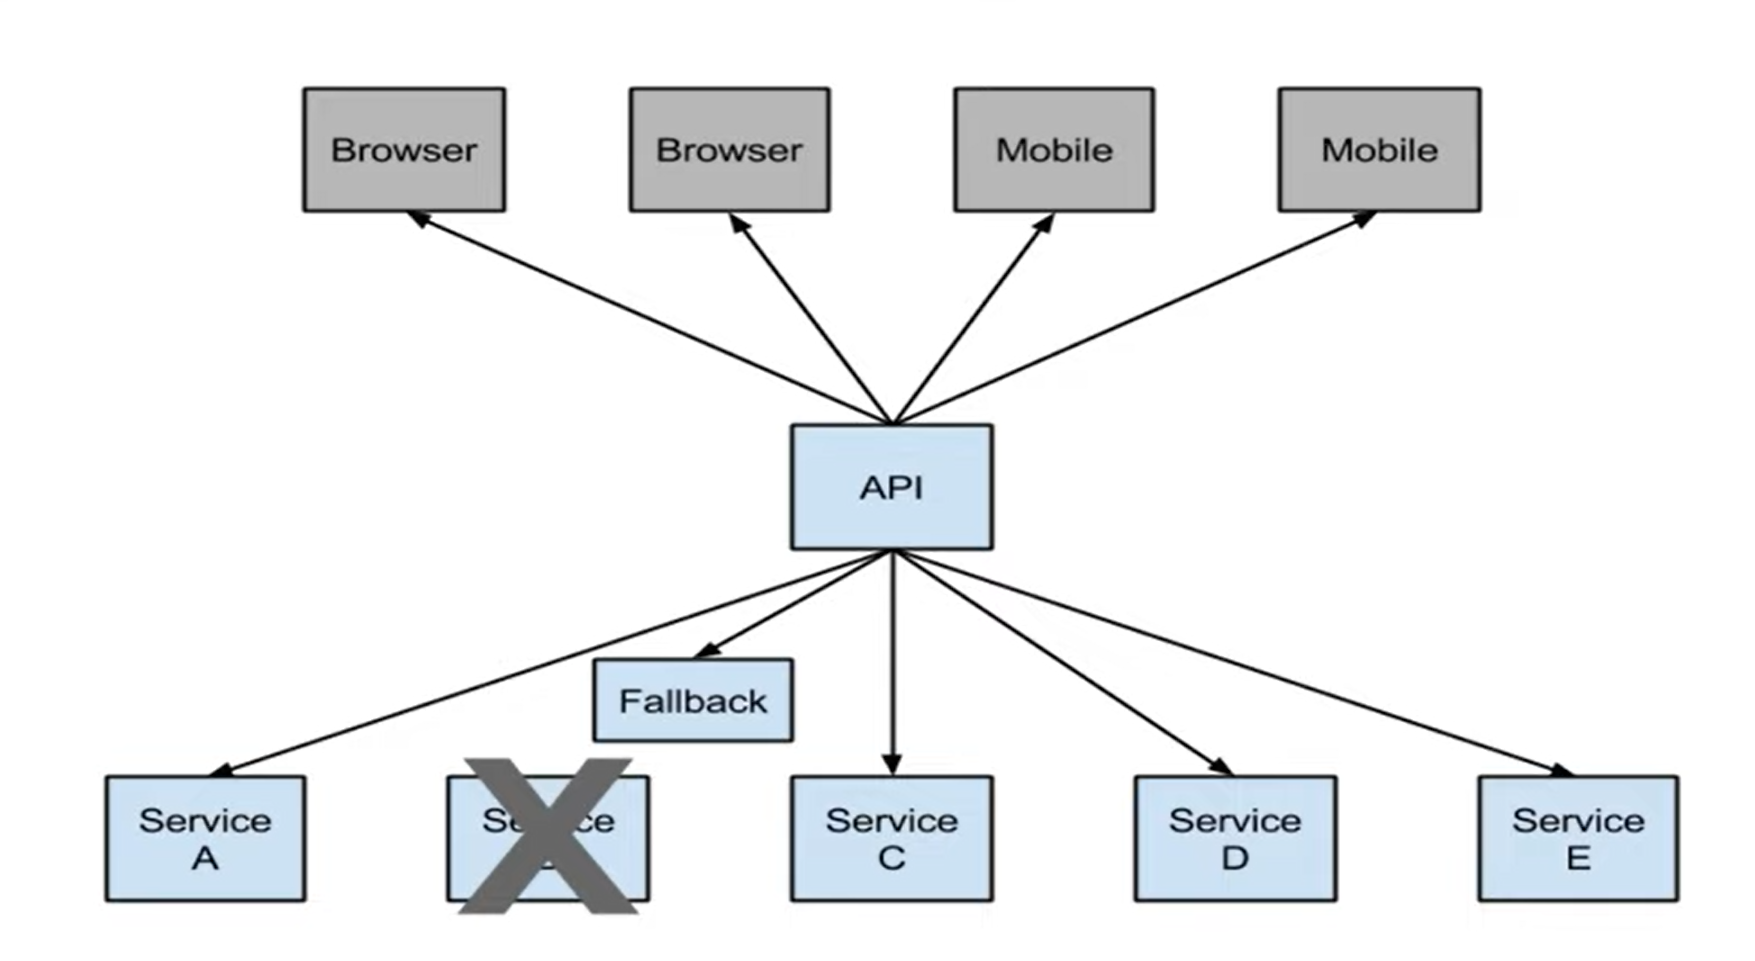 Browser
Browser
Mobile
Mobile
API
Fallback
Service
A
Service
C
Service
D
Service
E